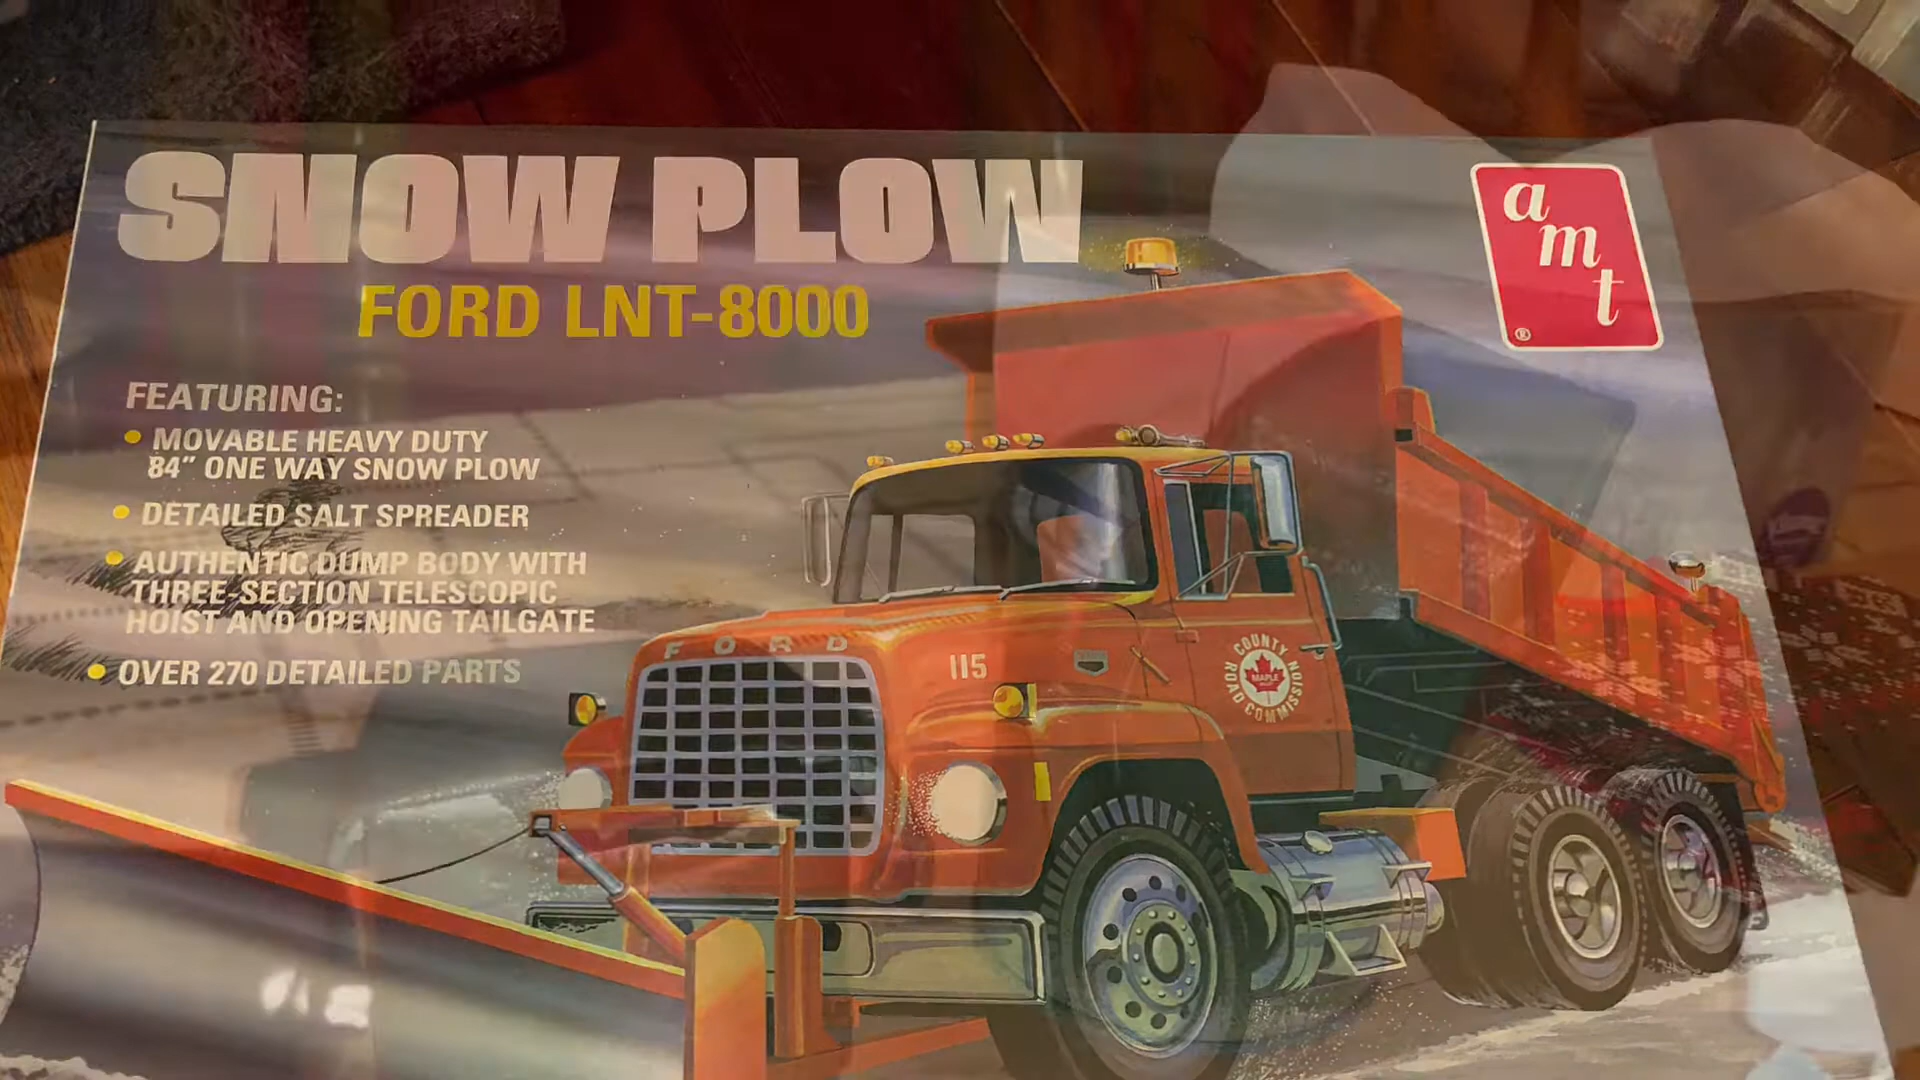 SNOW PLOW
FORD LNT-8000
a
m
t
®
FEATURING:
• MOVABLE HEAVY DUTY
84" ONE WAY SNOW PLOW
• DETAILED SALT SPREADER
• AUTHENTIC DUMP BODY WITH
THREE-SECTION TELESCOPIC
HOIST AND OPENING TAILGATE
• OVER 270 DETAILED PARTS
FORD
115
COUNTY
ROAD COMMISSION
MAPLE